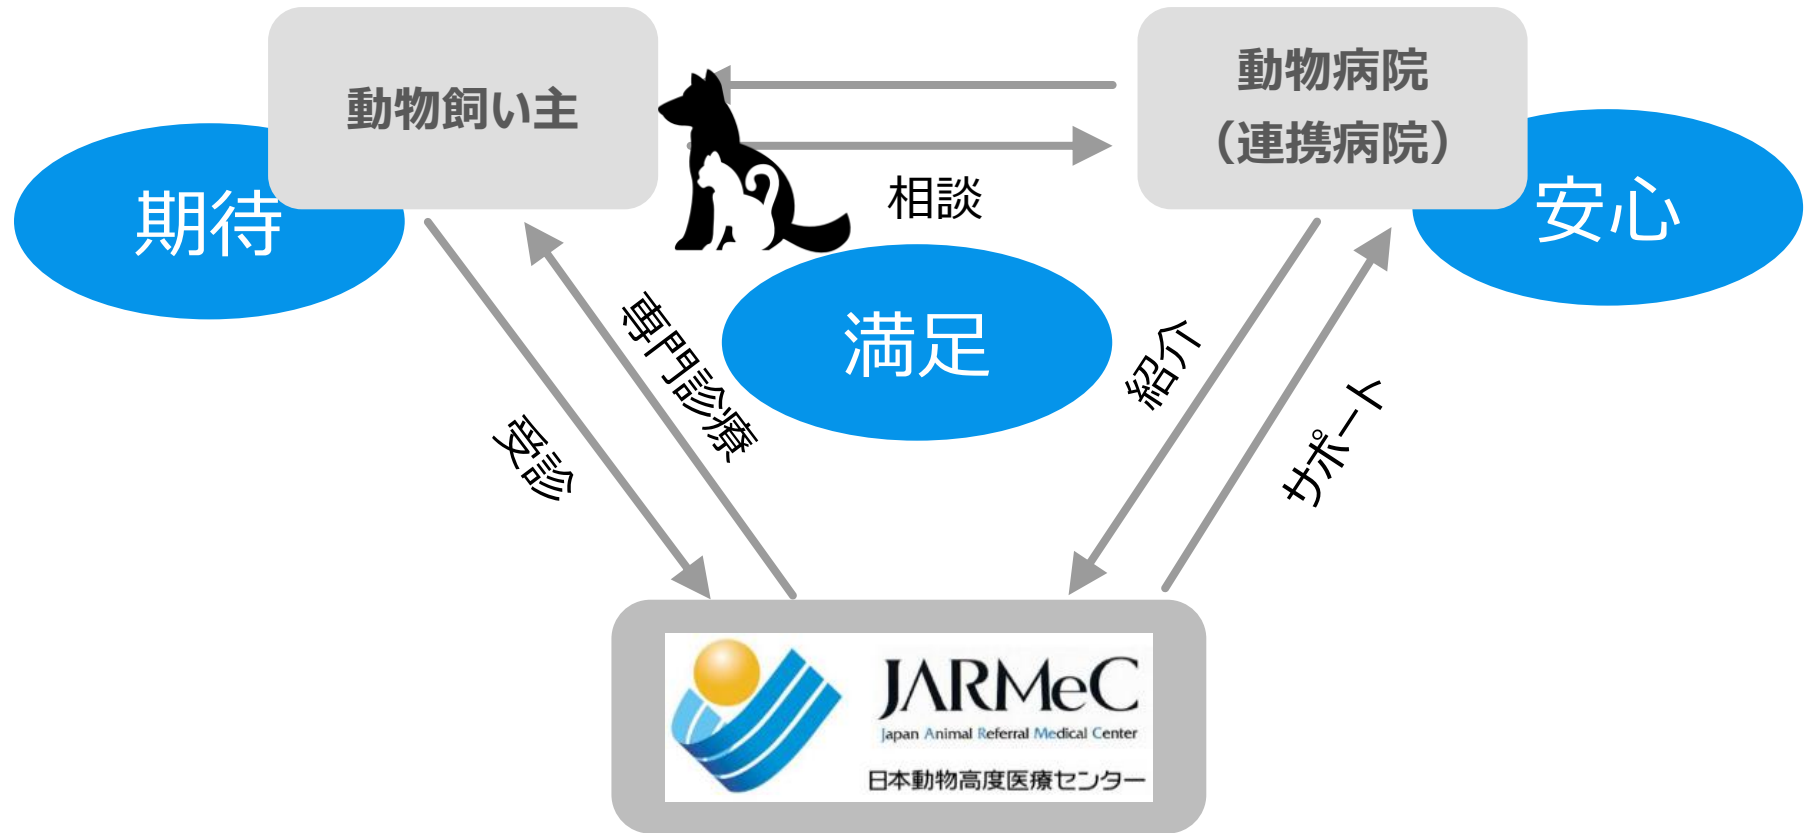 動物飼い主
動物病院
（連携病院）
期待
相談
安心
満足
専門診療
受診
紹介
サポート
JARMeC
Japan Animal Referral Medical Center
日本動物高度医療センター